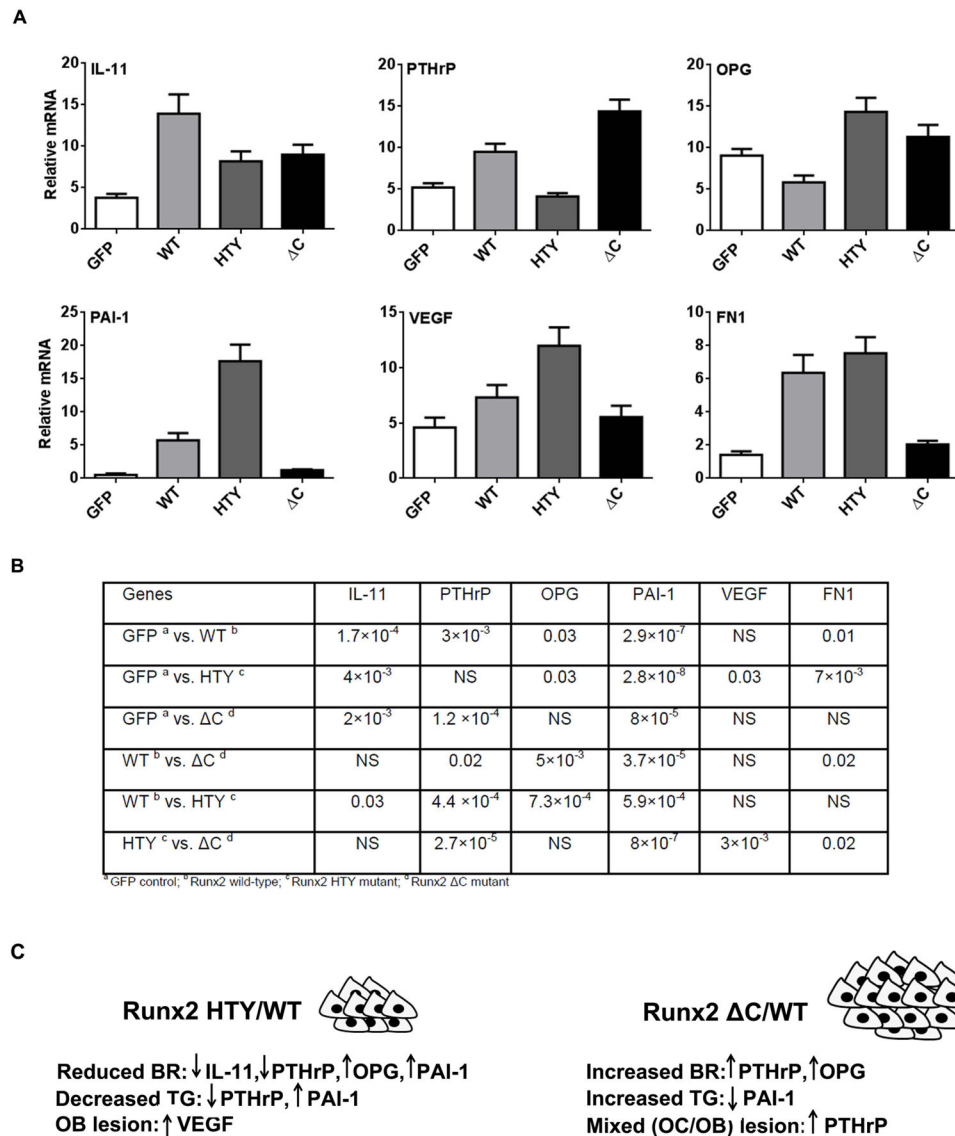 A
IL-11
PTHrP
OPG
Relative mRNA
20
15
10
5
0
GFP
WT
HTY
ΔC
20
15
10
5
0
GFP
WT
HTY
ΔC
20
15
10
5
0
GFP
WT
HTY
ΔC
PAI-1
VEGF
FN1
Relative mRNA
25
20
15
10
5
0
GFP
WT
HTY
ΔC
15
10
5
0
GFP
WT
HTY
ΔC
10
8
6
4
2
0
GFP
WT
HTY
ΔC
B
Genes IL-11 PTHrP OPG PAI-1 VEGF FN1
GFP ᵃ vs. WT ᵇ 1.7×10⁻⁴ 3×10⁻³ 0.03 2.9×10⁻⁷ NS 0.01
GFP ᵃ vs. HTY ᶜ 4×10⁻³ NS 0.03 2.8×10⁻⁸ 0.03 7×10⁻³
GFP ᵃ vs. ΔC ᵈ 2×10⁻³ 1.2 ×10⁻⁴ NS 8×10⁻⁵ NS NS
WT ᵇ vs. ΔC ᵈ NS 0.02 5×10⁻³ 3.7×10⁻⁵ NS 0.02
WT ᵇ vs. HTY ᶜ 0.03 4.4 ×10⁻⁴ 7.3×10⁻⁴ 5.9×10⁻⁴ NS NS
HTY ᶜ vs. ΔC ᵈ NS 2.7×10⁻⁵ NS 8×10⁻⁷ 3×10⁻³ 0.02
ᵃ GFP control; ᵇ Runx2 wild-type; ᶜ Runx2 HTY mutant; ᵈ Runx2 ΔC mutant
C
Runx2 HTY/WT
Reduced BR: ↓ IL-11, ↓PTHrP, ↑OPG, ↑PAI-1
Decreased TG: ↓PTHrP, ↑ PAI-1
OB lesion: ↑ VEGF
Runx2 ΔC/WT
Increased BR: ↑ PTHrP, ↑OPG
Increased TG: ↓ PAI-1
Mixed (OC/OB) lesion: ↑ PTHrP